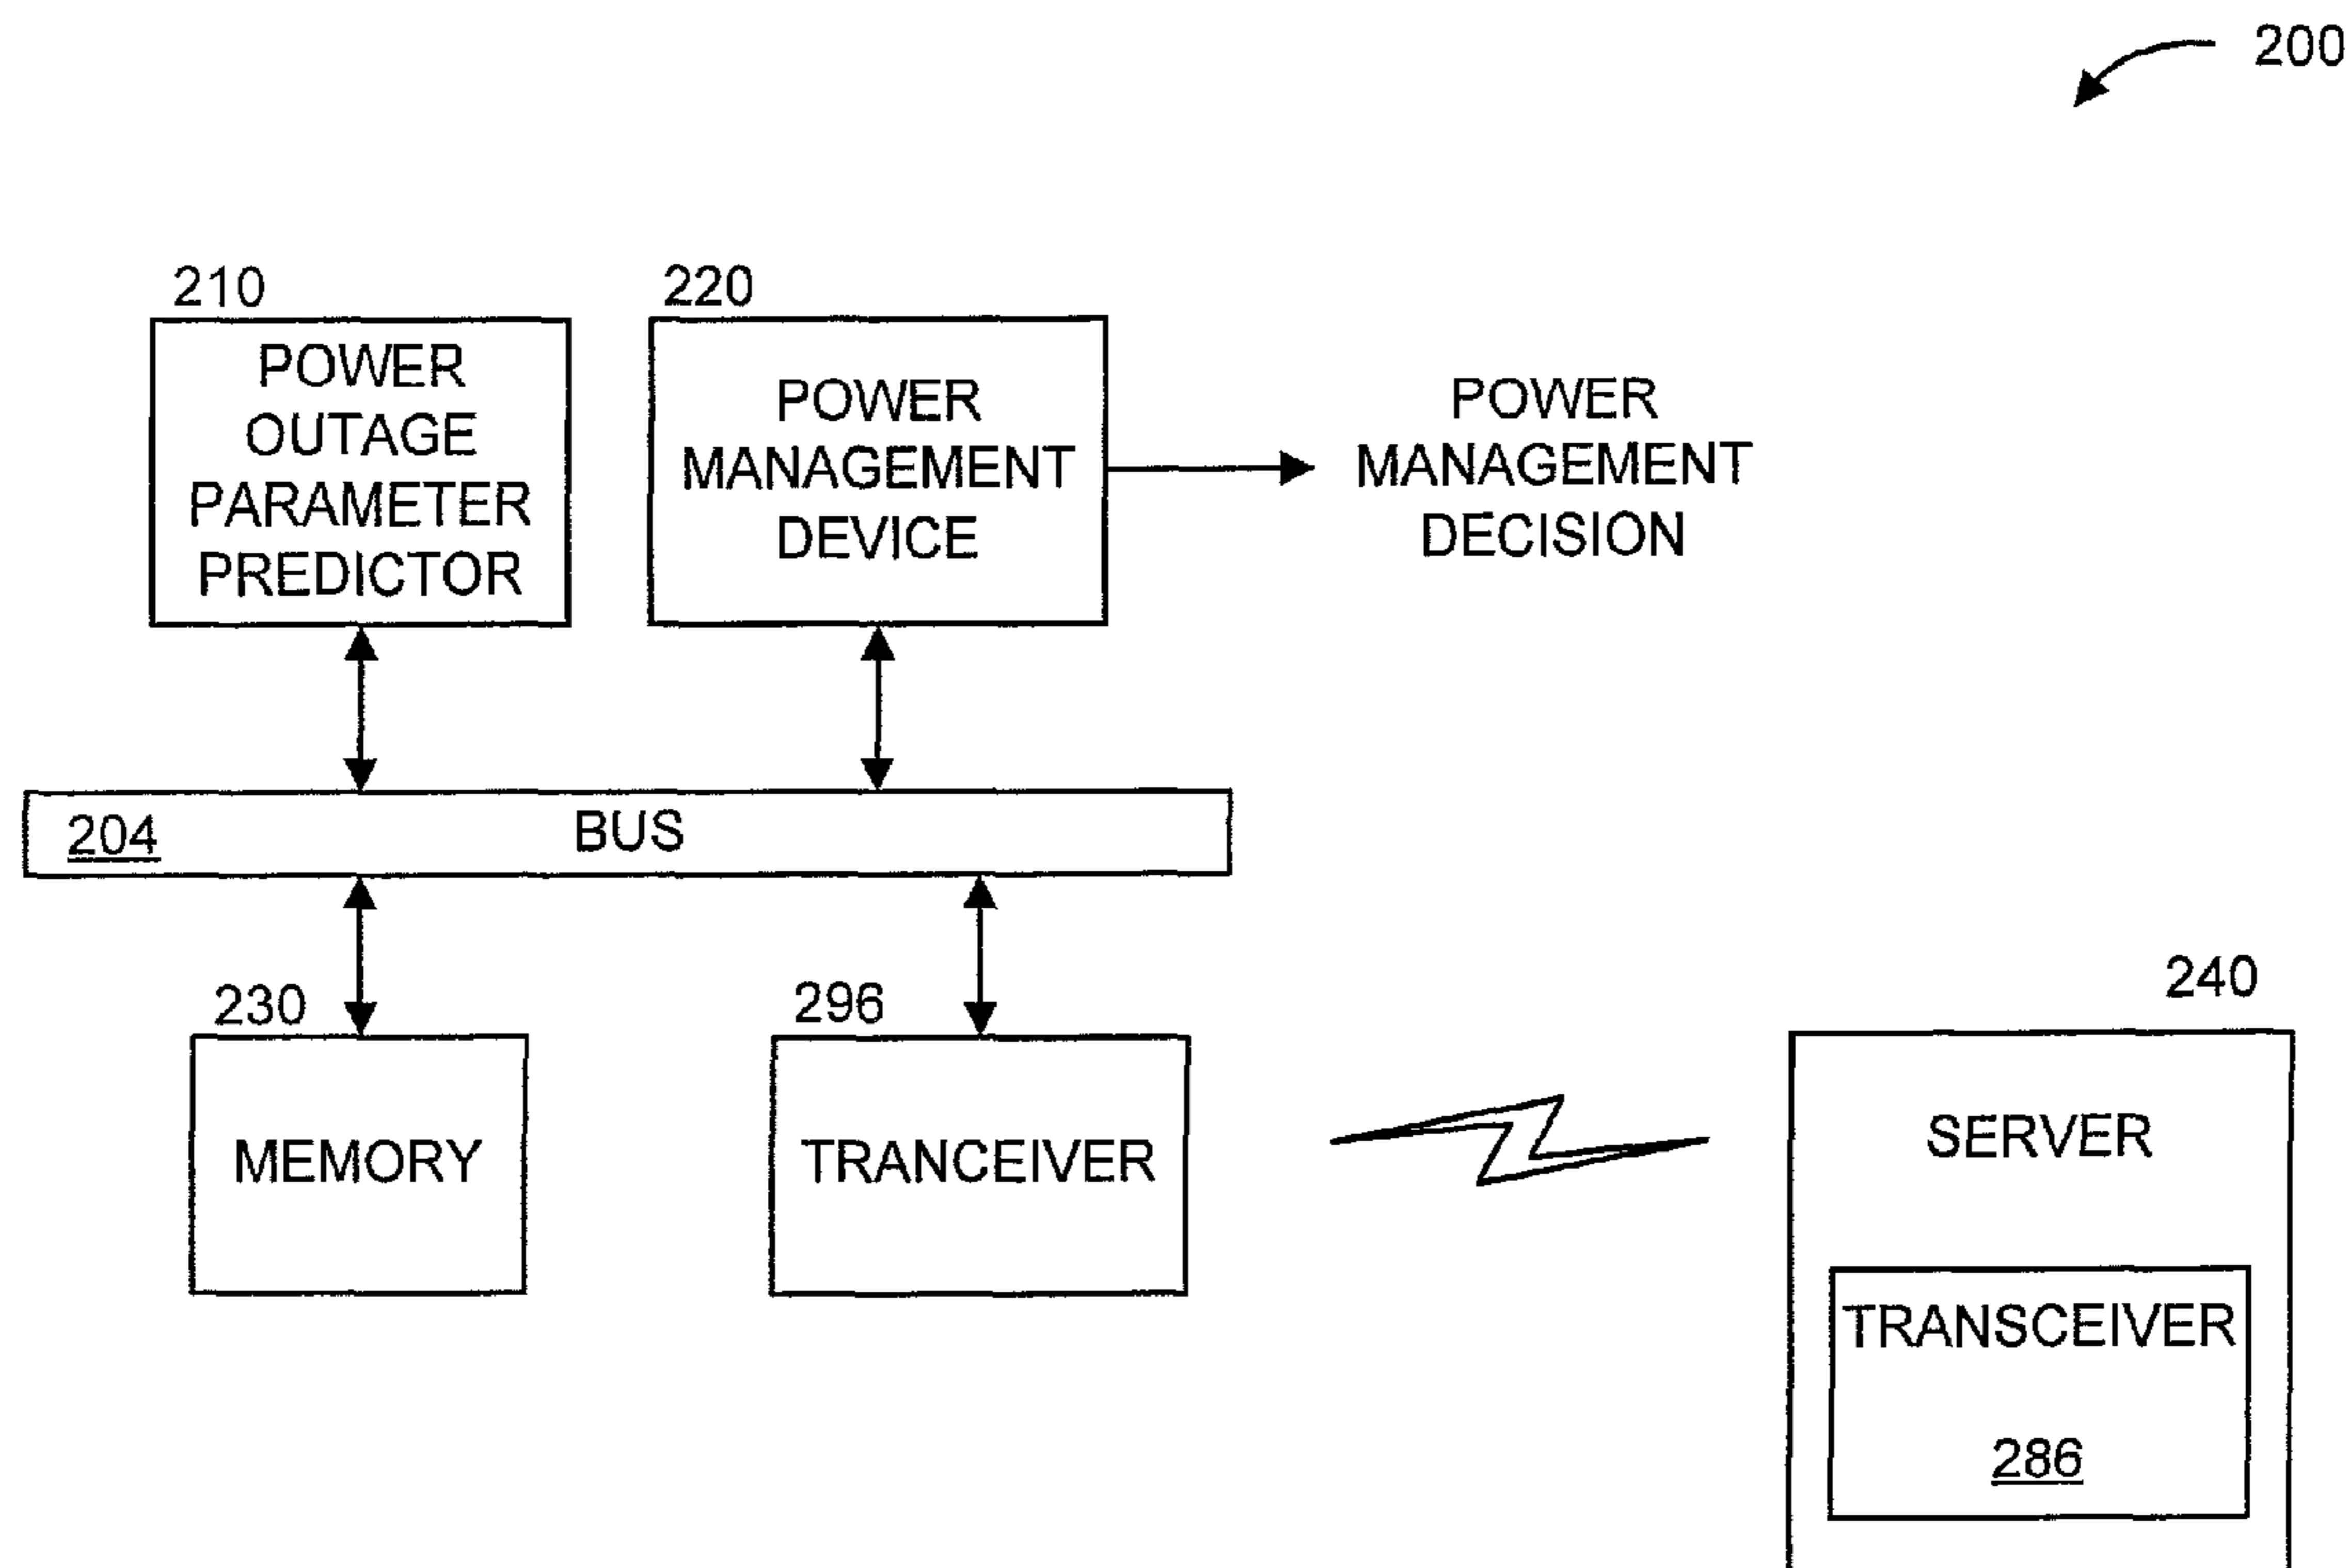 200
210
220
POWER
OUTAGE
PARAMETER
PREDICTOR
POWER
MANAGEMENT
DEVICE
POWER
MANAGEMENT
DECISION
204
BUS
230
296
240
MEMORY
TRANCEIVER
SERVER
TRANSCEIVER
286